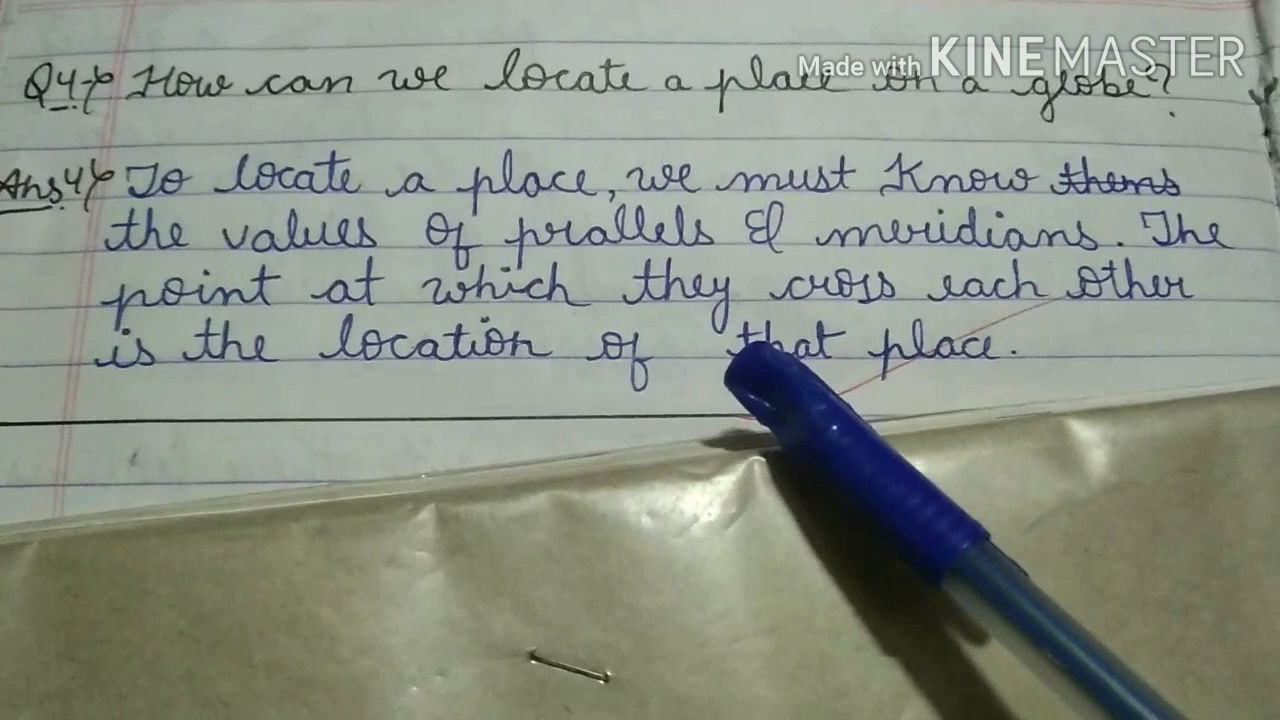 Made with KINEMASTER
Q4. How can we locate a place on a globe?
Ans4. To locate a place, we must know thems
the values of prallels & meridians. The
point at which they cross each other
is the location of that place.